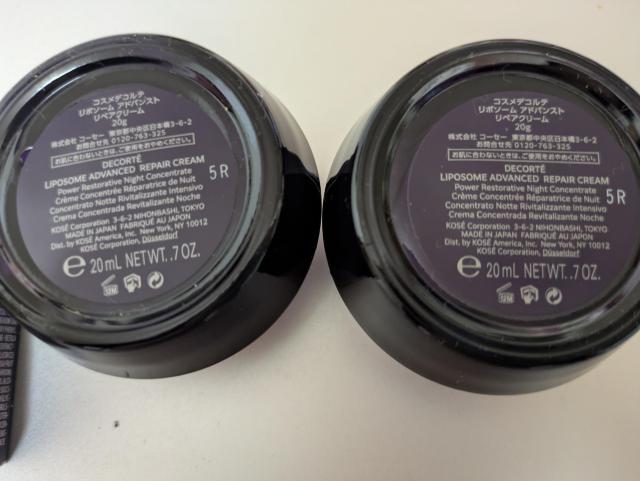 コスメデコルテ
リポソーム アドバンスト
リペアクリーム
20g
株式会社 コーセー 東京都中央区日本橋3-6-2
お問合せ先 0120-763-325
お肌に合わないときは、ご使用をおやめください。
DECORTÉ
LIPOSOME ADVANCED REPAIR CREAM
Power Restorative Night Concentrate
Crème Concentrée Réparatrice de Nuit
Concentrato Notte Rivitalizzante Intensivo
Crema Concentrada Revitalizante Noche
KOSÉ Corporation 3-6-2 NIHONBASHI, TOKYO
MADE IN JAPAN FABRIQUÉ AU JAPON
Dist. by KOSÉ America, Inc. New York, NY 10012
KOSÉ Corporation, Düsseldorf
5R
e 20 mL NETWT. .7 OZ.
12M
コスメデコルテ
リポソーム アドバンスト
リペアクリーム
20g
株式会社 コーセー 東京都中央区日本橋3-6-2
お問合せ先 0120-763-325
お肌に合わないときは、ご使用をおやめください。
DECORTÉ
LIPOSOME ADVANCED REPAIR CREAM
Power Restorative Night Concentrate
Crème Concentrée Réparatrice de Nuit
Concentrato Notte Rivitalizzante Intensivo
Crema Concentrada Revitalizante Noche
KOSÉ Corporation 3-6-2 NIHONBASHI, TOKYO
MADE IN JAPAN FABRIQUÉ AU JAPON
Dist. by KOSÉ America, Inc. New York, NY 10012
KOSÉ Corporation, Düsseldorf
5R
e 20 mL NETWT. .7 OZ.
12M